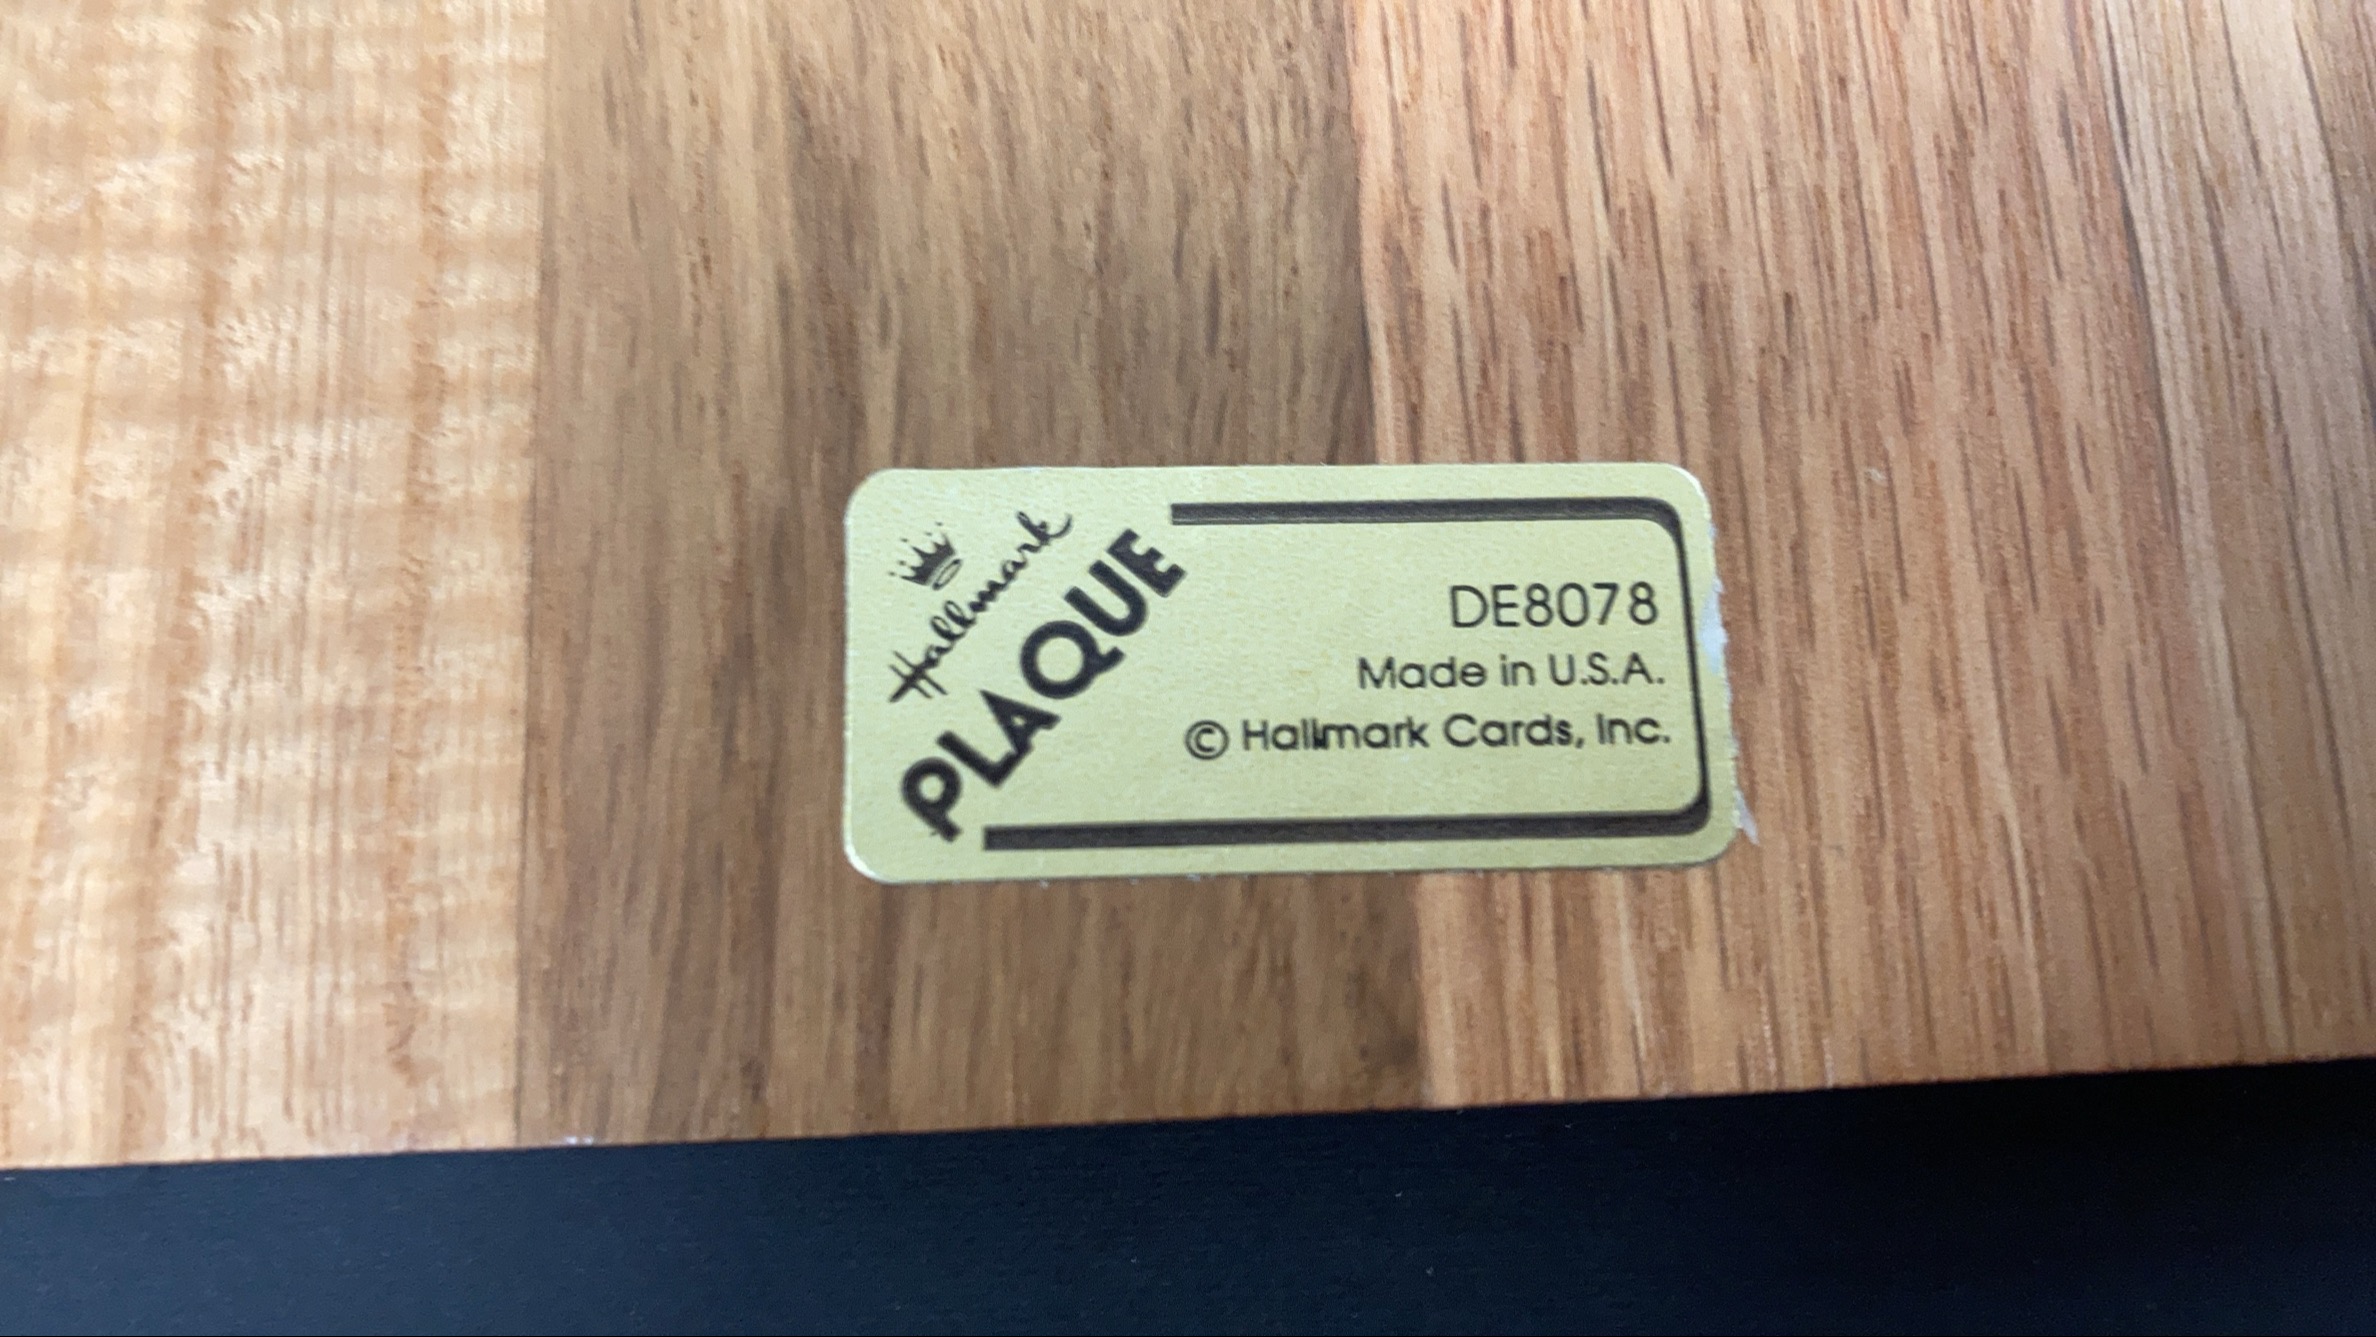 Hallmark
PLAQUE
DE8078
Made in U.S.A.
© Hallmark Cards, Inc.